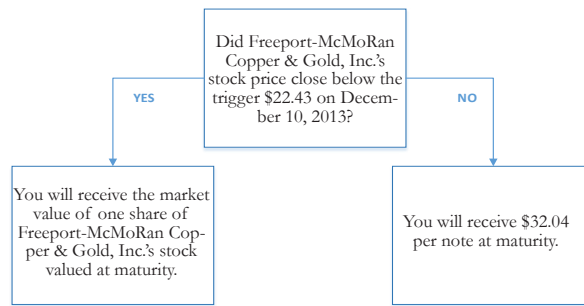 Did Freeport-McMoRan
Copper & Gold, Inc.'s
stock price close below the
trigger $22.43 on Decem-
ber 10, 2013?
YES
NO
You will receive the market
value of one share of
Freeport-McMoRan Cop-
per & Gold, Inc.'s stock
valued at maturity.
You will receive $32.04
per note at maturity.